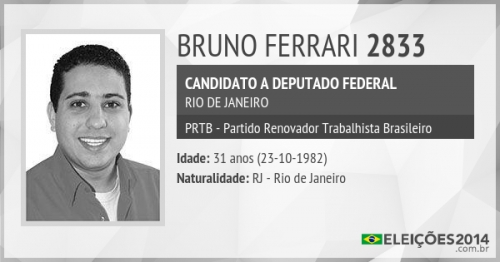 BRUNO FERRARI 2833
CANDIDATO A DEPUTADO FEDERAL
RIO DE JANEIRO
PRTB - Partido Renovador Trabalhista Brasileiro
Idade: 31 anos (23-10-1982)
Naturalidade: RJ - Rio de Janeiro
ELEIÇÕES2014
.com.br